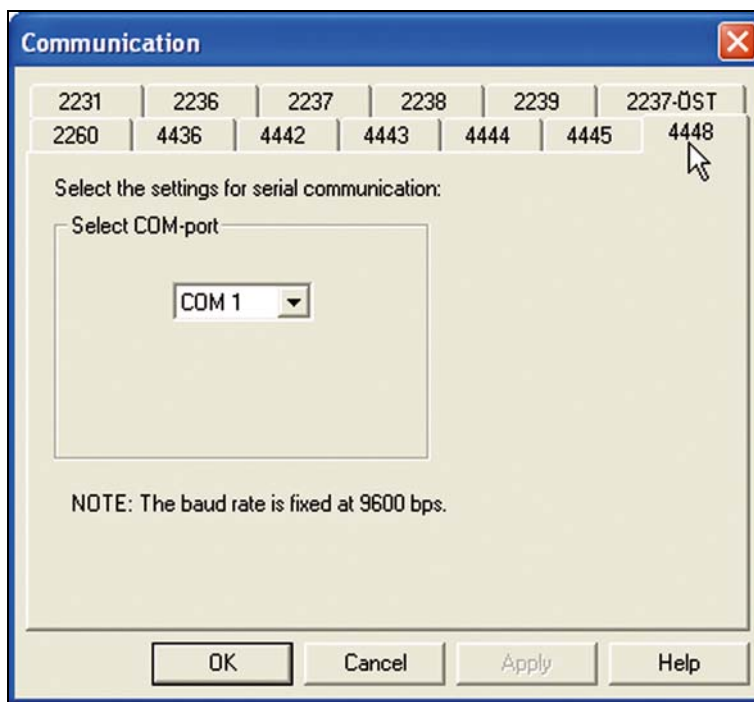 Communication
2231 2236 2237 2238 2239 2237-ÖST
2260 4436 4442 4443 4444 4445 4448
Select the settings for serial communication:
Select COM-port
COM 1
NOTE: The baud rate is fixed at 9600 bps.
OK Cancel Apply Help